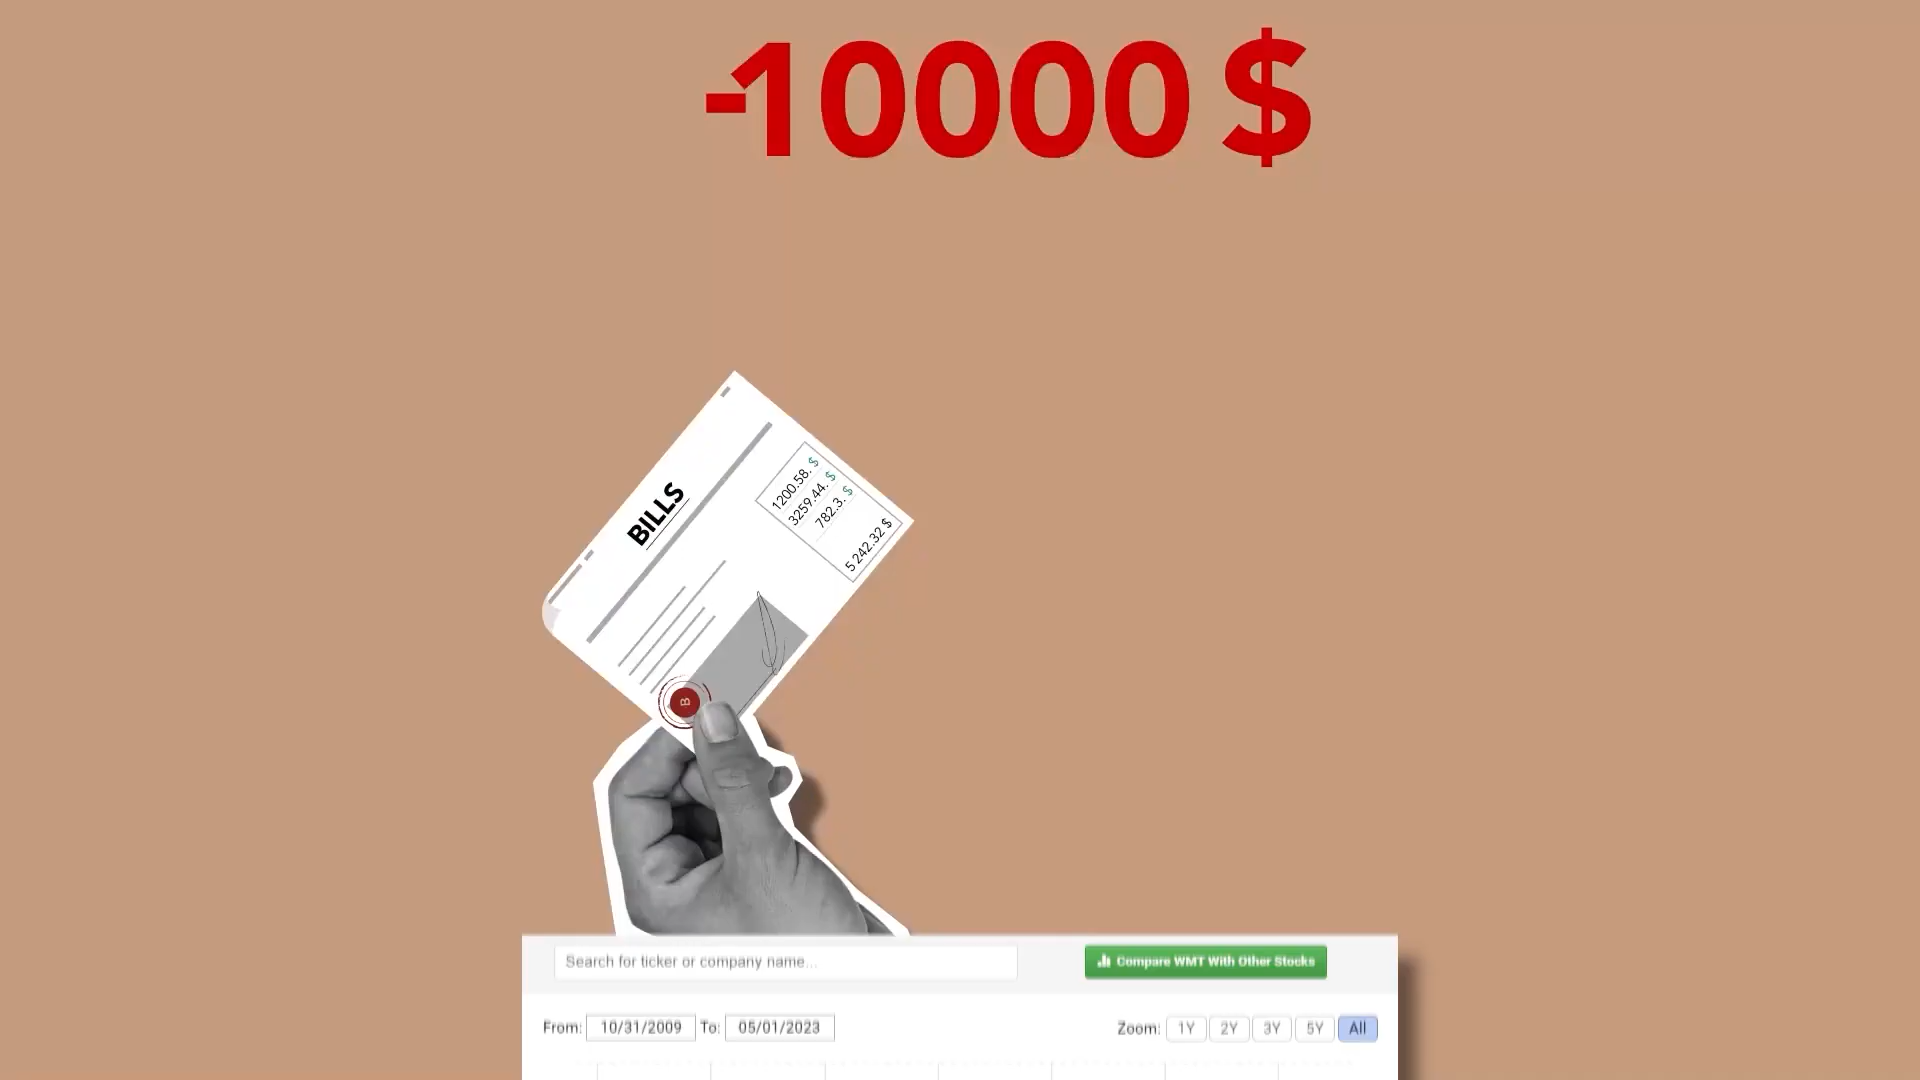 -10000 $
BILLS
1200.58. $
3259.44. $
782.3. $
5 242.32 $
B
Search for ticker or company name...
Compare WMT With Other Stocks
From: 10/31/2009 To: 05/01/2023
Zoom: 1Y 2Y 3Y 5Y All